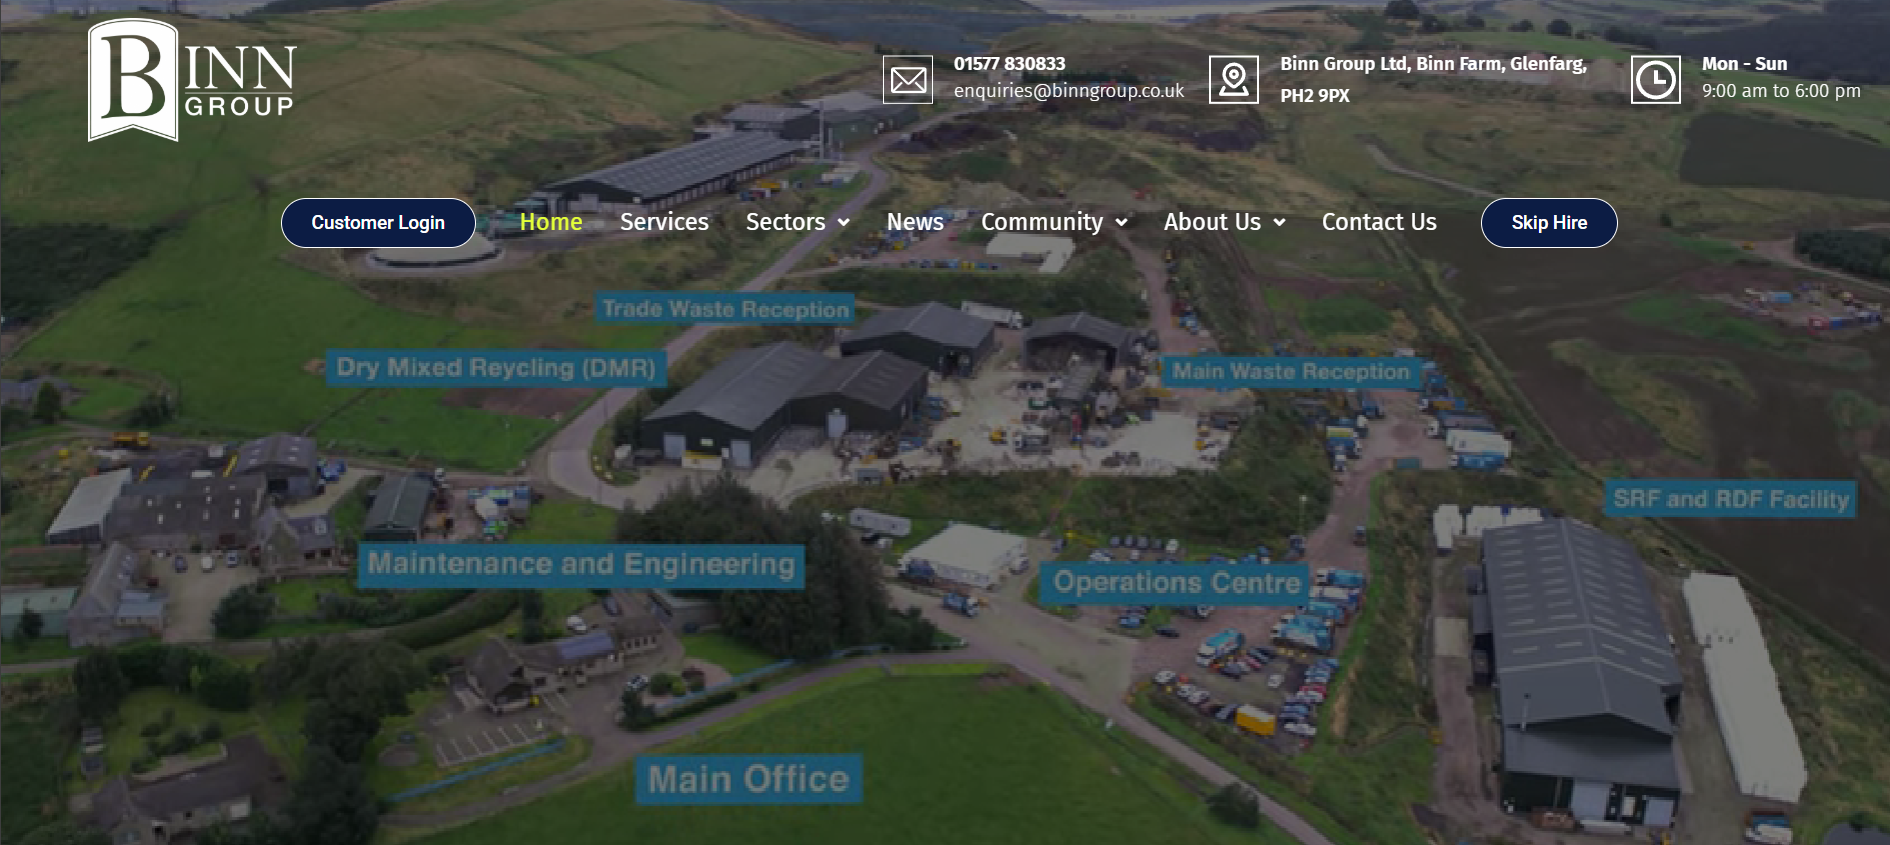 BINN
GROUP
01577 830833
enquiries@binngroup.co.uk
Binn Group Ltd, Binn Farm, Glenfarg,
PH2 9PX
Mon - Sun
9:00 am to 6:00 pm
Customer Login
Home
Services
Sectors
News
Community
About Us
Contact Us
Skip Hire
Trade Waste Reception
Dry Mixed Reycling (DMR)
Main Waste Reception
SRF and RDF Facility
Maintenance and Engineering
Operations Centre
Main Office